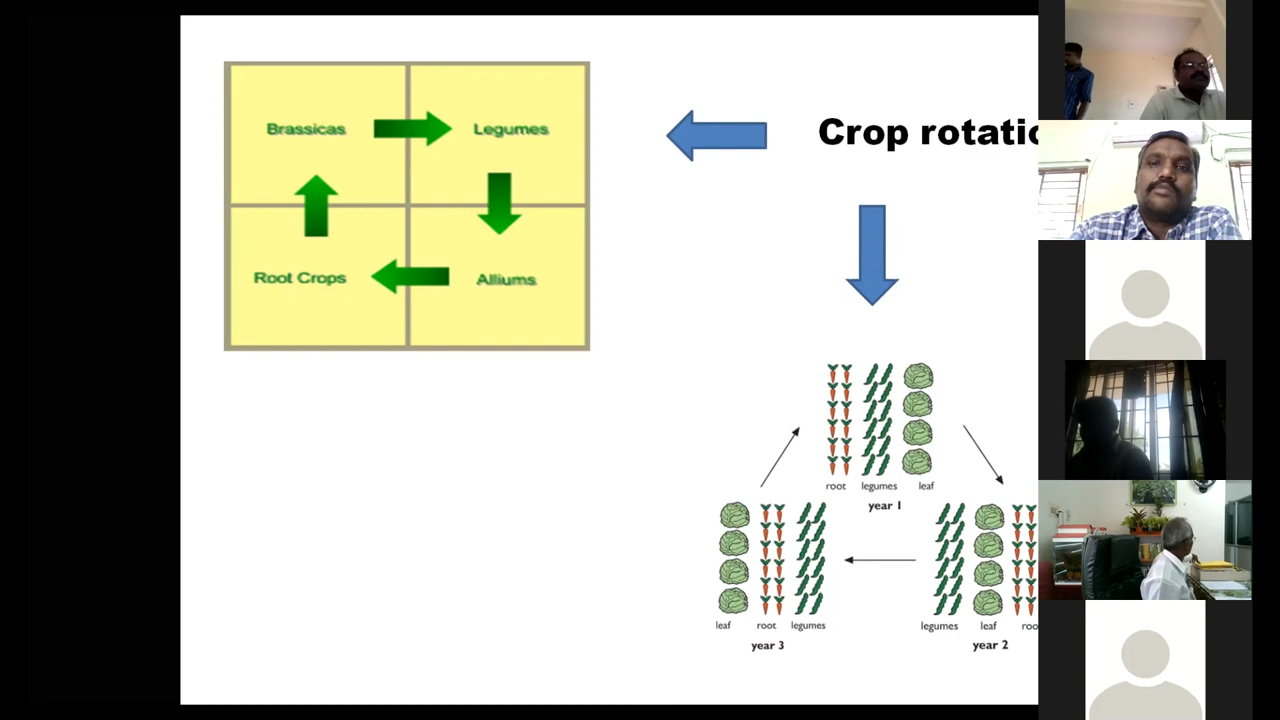 Brassicas
Legumes
Root Crops
Alliums
Crop rotatio
root legumes leaf
year 1
leaf root legumes
year 3
legumes leaf roo
year 2